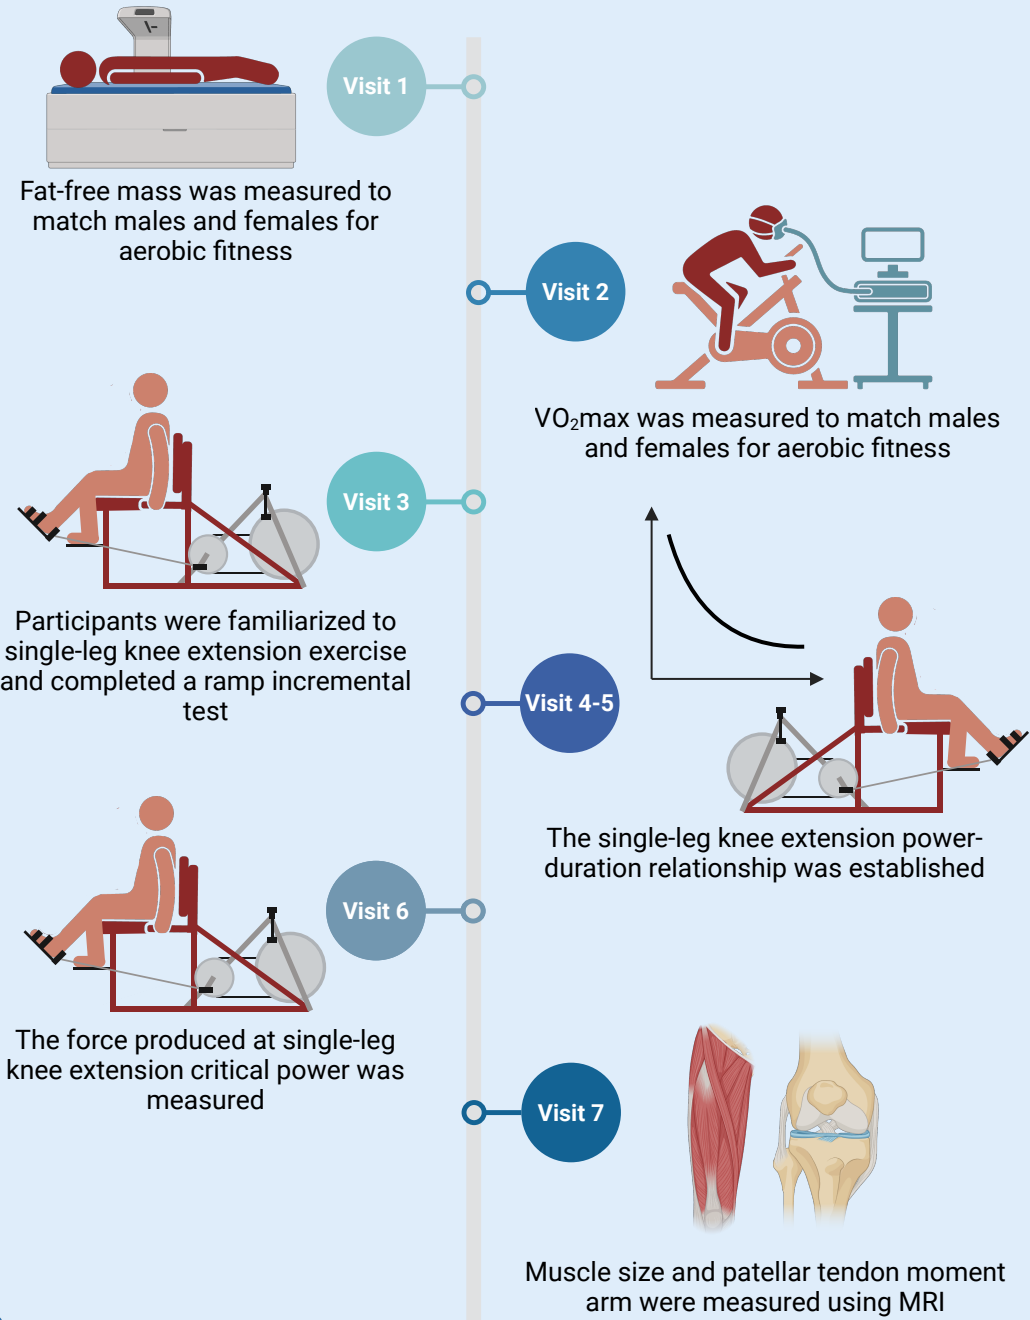 Visit 1
Fat-free mass was measured to
match males and females for
aerobic fitness
Visit 2
VO₂max was measured to match males
and females for aerobic fitness
Visit 3
Participants were familiarized to
single-leg knee extension exercise
and completed a ramp incremental
test
Visit 4-5
The single-leg knee extension power-
duration relationship was established
Visit 6
The force produced at single-leg
knee extension critical power was
measured
Visit 7
Muscle size and patellar tendon moment
arm were measured using MRI